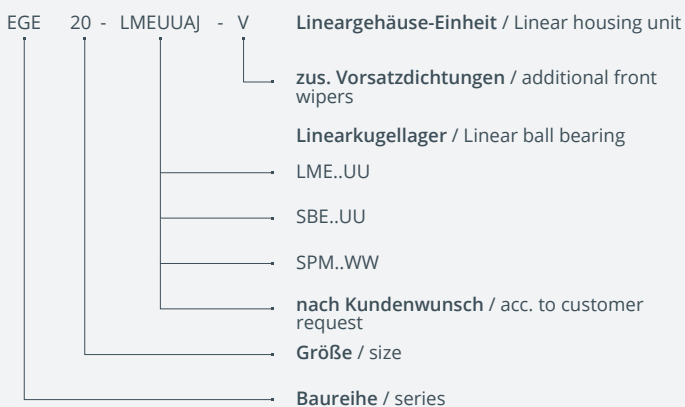 EGE 20 - LMEUUAJ - V Lineargehäuse-Einheit / Linear housing unit
zus. Vorsatzdichtungen / additional front
wipers
Linearkugellager / Linear ball bearing
LME..UU
SBE..UU
SPM..WW
nach Kundenwunsch / acc. to customer
request
Größe / size
Baureihe / series